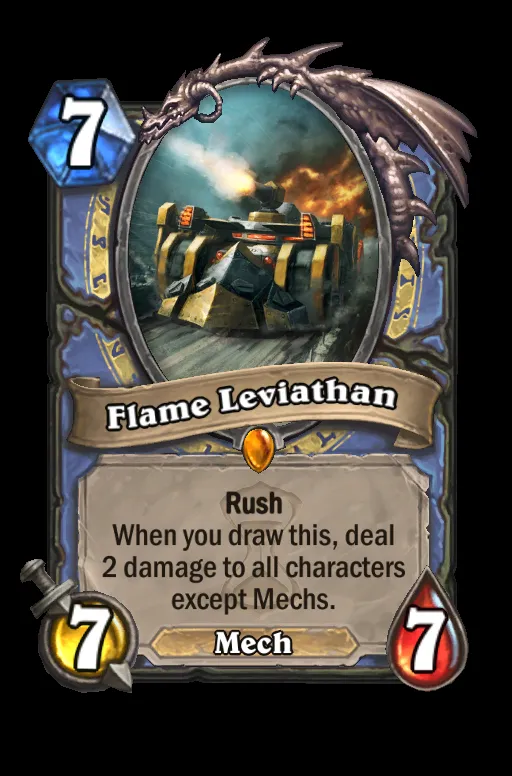 7
Flame Leviathan
Rush
When you draw this, deal
2 damage to all characters
except Mechs.
7
Mech
7